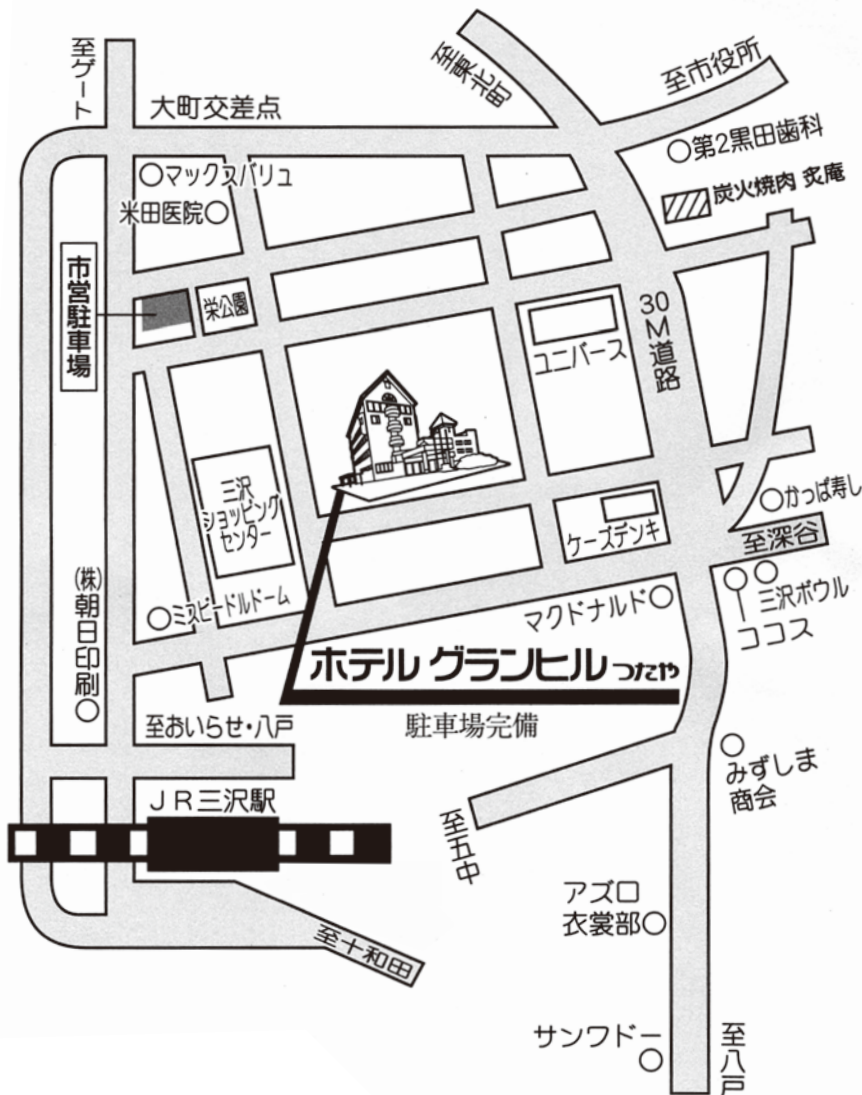 至ゲート
大町交差点
至東北町
至市役所
マックスバリュ
第2黒田歯科
米田医院
炭火焼肉 炙庵
市営駐車場
栄公園
30M道路
ユニバース
三沢
ショッピング
センター
かっぱ寿し
ケーズデンキ
至深谷
(株)朝日印刷
ミスビードルドーム
マクドナルド
三沢ボウル
ココス
ホテル グランヒル つたや
至おいらせ・八戸
駐車場完備
みずしま
商会
JR三沢駅
至五中
アズロ
衣裳部
至十和田
サンワドー
至八戸